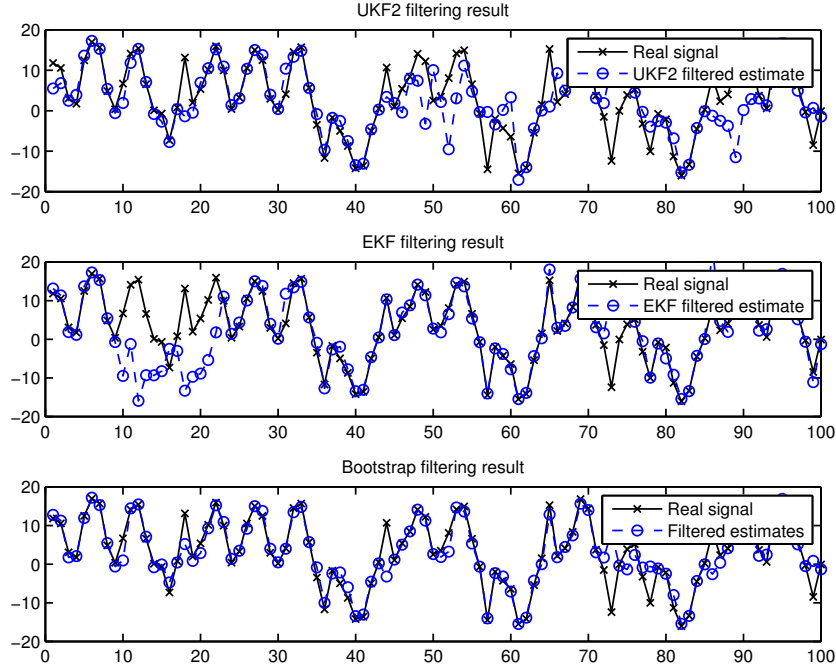 UKF2 filtering result
20
10
0
−10
−20
Real signal
UKF2 filtered estimate
0 10 20 30 40 50 60 70 80 90 100
EKF filtering result
20
10
0
−10
−20
Real signal
EKF filtered estimate
0 10 20 30 40 50 60 70 80 90 100
Bootstrap filtering result
20
10
0
−10
−20
Real signal
Filtered estimates
0 10 20 30 40 50 60 70 80 90 100